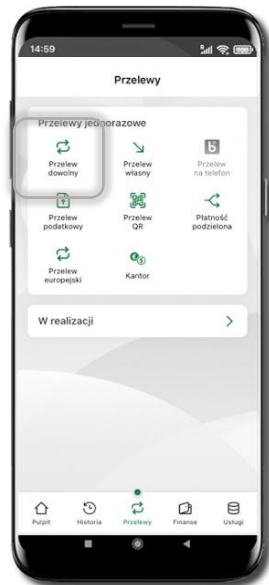 14:59
Przelewy
Przelewy jednorazowe
Przelew
dowolny
Przelew
własny
Przelew
na telefon
Przelew
podatkowy
Przelew
QR
Płatność
podzielona
Przelew
europejski
Kantor
W realizacji
Pulpit
Historia
Przelewy
Finanse
Usługi